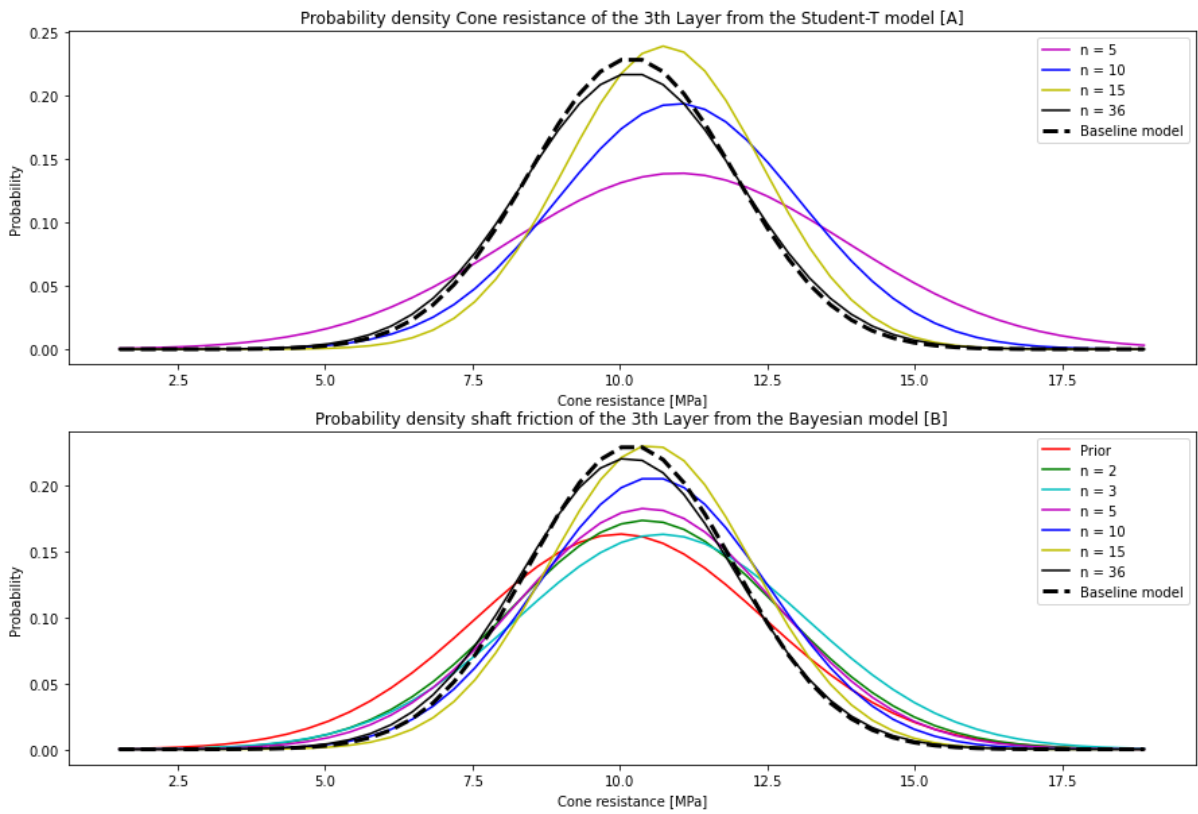 Probability density Cone resistance of the 3th Layer from the Student-T model [A]
0.25
0.20
0.15
0.10
0.05
0.00
Probability
n = 5
n = 10
n = 15
n = 36
Baseline model
2.5 5.0 7.5 10.0 12.5 15.0 17.5
Cone resistance [MPa]
Probability density shaft friction of the 3th Layer from the Bayesian model [B]
0.20
0.15
0.10
0.05
0.00
Probability
Prior
n = 2
n = 3
n = 5
n = 10
n = 15
n = 36
Baseline model
2.5 5.0 7.5 10.0 12.5 15.0 17.5
Cone resistance [MPa]